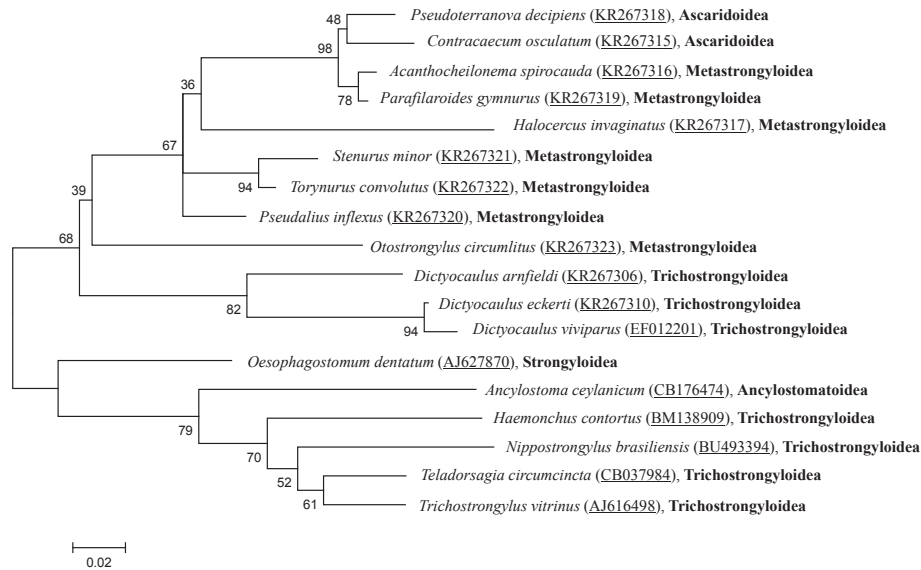 48 Pseudoterranova decipiens (KR267318), Ascaridoidea
Contracaecum osculatum (KR267315), Ascaridoidea
98
Acanthocheilonema spirocauda (KR267316), Metastrongyloidea
36
78 Parafilaroides gymnurus (KR267319), Metastrongyloidea
Halocercus invaginatus (KR267317), Metastrongyloidea
67
Stenurus minor (KR267321), Metastrongyloidea
94 Torynurus convolutus (KR267322), Metastrongyloidea
39
Pseudalius inflexus (KR267320), Metastrongyloidea
68
Otostrongylus circumlitus (KR267323), Metastrongyloidea
Dictyocaulus arnfieldi (KR267306), Trichostrongyloidea
82
Dictyocaulus eckerti (KR267310), Trichostrongyloidea
94 Dictyocaulus viviparus (EF012201), Trichostrongyloidea
Oesophagostomum dentatum (AJ627870), Strongyloidea
Ancylostoma ceylanicum (CB176474), Ancylostomatoidea
79
Haemonchus contortus (BM138909), Trichostrongyloidea
70
Nippostrongylus brasiliensis (BU493394), Trichostrongyloidea
52
Teladorsagia circumcincta (CB037984), Trichostrongyloidea
61 Trichostrongylus vitrinus (AJ616498), Trichostrongyloidea
0.02